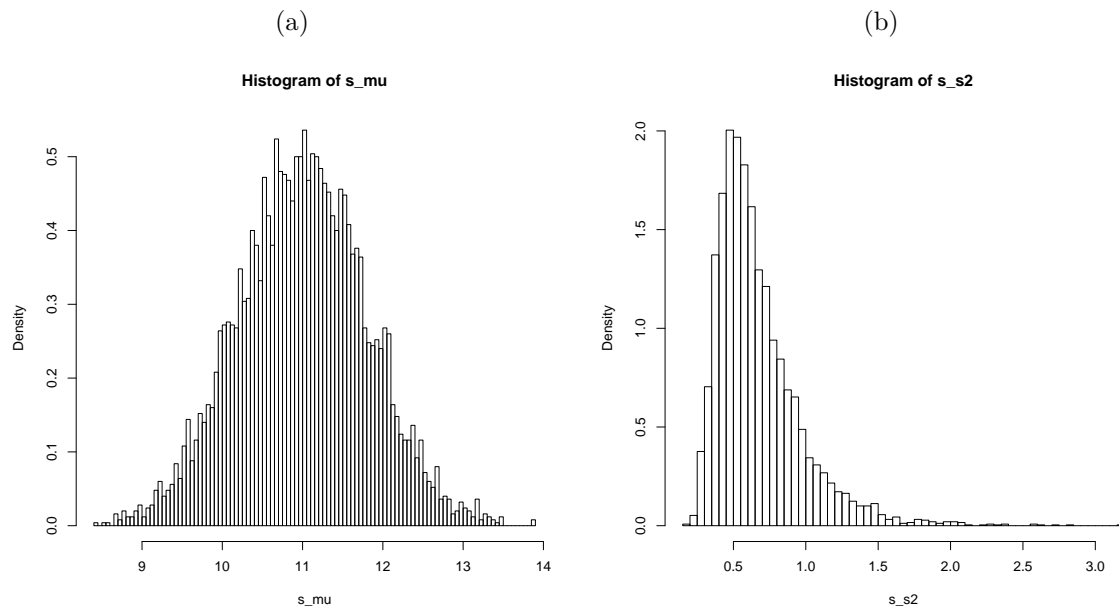 (a)
Histogram of s_mu
Density
0.0
0.1
0.2
0.3
0.4
0.5
9 10 11 12 13 14
s_mu
(b)
Histogram of s_s2
Density
0.0
0.5
1.0
1.5
2.0
0.5 1.0 1.5 2.0 2.5 3.0
s_s2